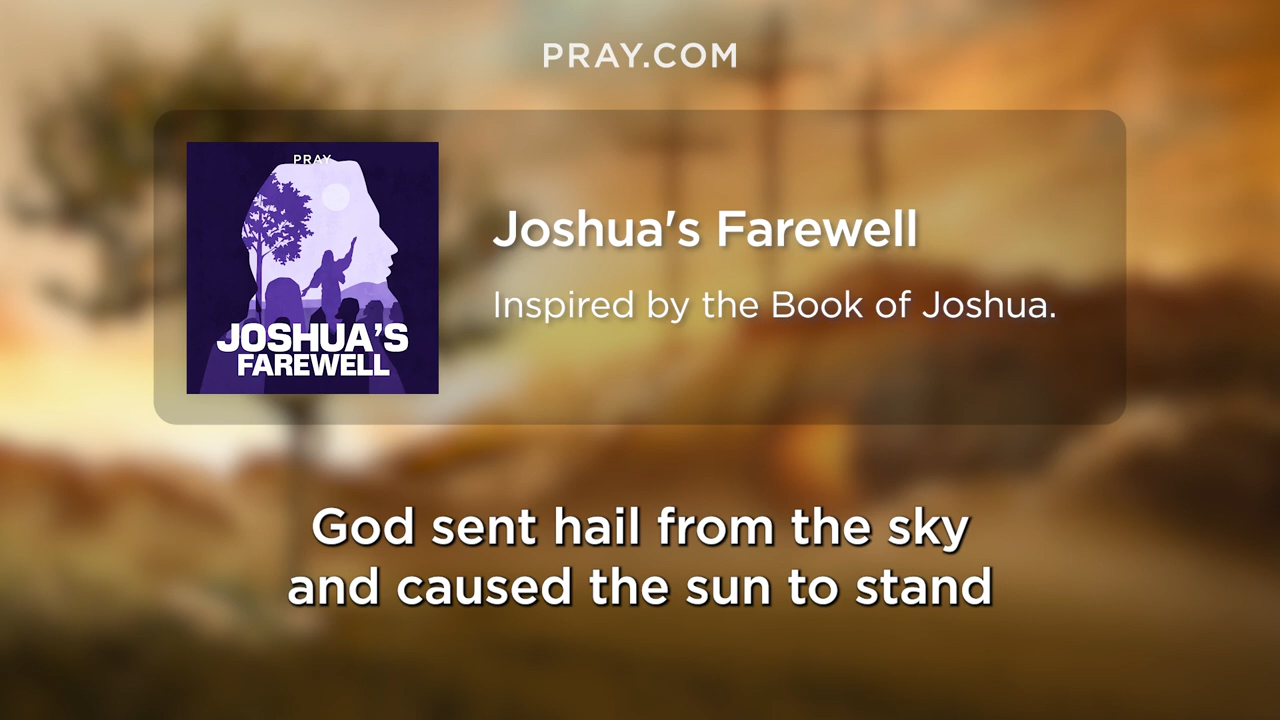 PRAY.COM
PRAY
JOSHUA'S
FAREWELL
Joshua's Farewell
Inspired by the Book of Joshua.
God sent hail from the sky
and caused the sun to stand